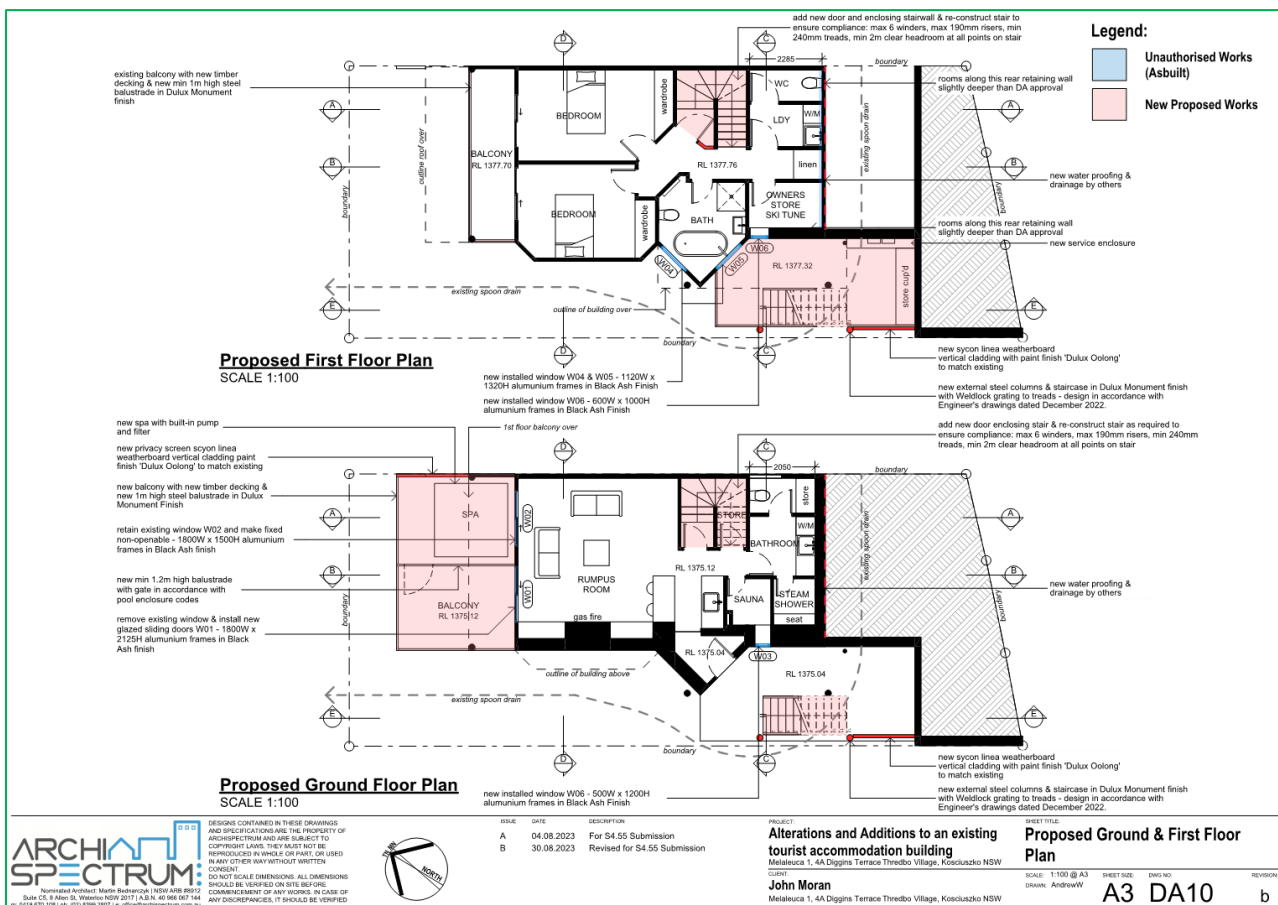 add new door and enclosing stairwall & re-construct stair to
ensure compliance: max 6 winders, max 190mm risers, min
240mm treads, min 2m clear headroom at all points on stair
Legend:
Unauthorised Works
(Asbuilt)
New Proposed Works
D
C
2285
boundary
existing balcony with new timber
decking & new min 1m high steel
balustrade in Dulux Monument
finish
rooms along this rear retaining wall
slightly deeper than DA approval
WC
A
BEDROOM
wardrobe
W/M
LDY
A
outline roof over
existing spoon drain
BALCONY
RL 1377.70
B
RL 1377.76
linen
B
new water proofing &
drainage by others
boundary
OWNERS
STORE
SKI TUNE
BEDROOM
wardrobe
BATH
rooms along this rear retaining wall
slightly deeper than DA approval
new service enclosure
W06
W05
W04
RL 1377.32
store cup'd
existing spoon drain
E
outline of building over
E
boundary
D
C
Proposed First Floor Plan
SCALE 1:100
new sycon linea weatherboard
vertical cladding with paint finish 'Dulux Oolong'
to match existing
new installed window W04 & W05 - 1120W x
1320H alumunium frames in Black Ash Finish
new installed window W06 - 600W x 1000H
alumunium frames in Black Ash Finish
new external steel columns & staircase in Dulux Monument finish
with Weldlock grating to treads - design in accordance with
Engineer's drawings dated December 2022.
new spa with built-in pump
and filter
1st floor balcony over
add new door enclosing stair & re-construct stair as required to
ensure compliance: max 6 winders, max 190mm risers, min 240mm
treads, min 2m clear headroom at all points on stair
new privacy screen scyon linea
weatherboard vertical cladding paint
finish 'Dulux Oolong' to match existing
D
C
2050
boundary
new balcony with new timber decking &
new 1m high steel balustrade in Dulux
Monument Finish
store
SPA
W02
STORE
A
A
retain existing window W02 and make fixed
non-openable - 1800W x 1500H alumunium
frames in Black Ash finish
W/M
BATHROOM
existing spoon drain
B
RUMPUS
ROOM
RL 1375.12
B
new min 1.2m high balustrade
with gate in accordance with
pool enclosure codes
new water proofing &
drainage by others
W01
SAUNA
STEAM
SHOWER
seat
BALCONY
RL 1375.12
boundary
gas fire
remove existing window & install new
glazed sliding doors W01 - 1800W x
2125H alumunium frames in Black
Ash finish
RL 1375.04
W03
outline of building above
RL 1375.04
existing spoon drain
E
E
boundary
D
C
Proposed Ground Floor Plan
SCALE 1:100
new sycon linea weatherboard
vertical cladding with paint finish 'Dulux Oolong'
to match existing
new installed window W06 - 500W x 1200H
alumunium frames in Black Ash Finish
new external steel columns & staircase in Dulux Monument finish
with Weldlock grating to treads - design in accordance with
Engineer's drawings dated December 2022.
ARCHI
SPECTRUM
Nominated Architect: Martin Bednarczyk | NSW ARB #8912
Suite C5, 8 Allen St, Waterloo NSW 2017 | A.B.N. 40 966 067 144
DESIGNS CONTAINED IN THESE DRAWINGS
AND SPECIFICATIONS ARE THE PROPERTY OF
ARCHISPECTRUM AND ARE SUBJECT TO
COPYRIGHT LAWS. THEY MUST NOT BE
REPRODUCED IN WHOLE OR PART, OR USED
IN ANY OTHER WAY WITHOUT WRITTEN
CONSENT.
DO NOT SCALE DIMENSIONS. ALL DIMENSIONS
SHOULD BE VERIFIED ON SITE BEFORE
COMMENCEMENT OF ANY WORKS. IN CASE OF
ANY DISCREPANCIES, IT SHOULD BE VERIFIED
NORTH
ISSUE DATE DESCRIPTION
A 04.08.2023 For S4.55 Submission
B 30.08.2023 Revised for S4.55 Submission
PROJECT:
Alterations and Additions to an existing
tourist accommodation building
Melaleuca 1, 4A Diggins Terrace Thredbo Village, Kosciuszko NSW
CLIENT:
John Moran
Melaleuca 1, 4A Diggins Terrace Thredbo Village, Kosciuszko NSW
SHEET TITLE:
Proposed Ground & First Floor
Plan
SCALE: 1:100 @ A3
DRAWN: AndrewW
SHEET SIZE:
A3
DWG NO:
DA10
REVISION:
b